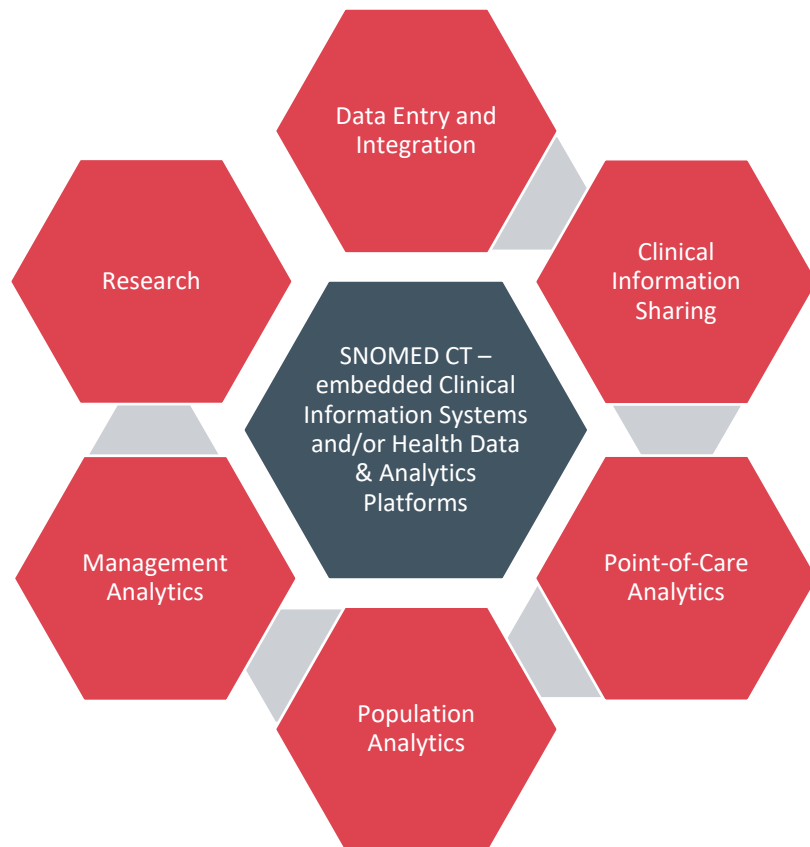 Data Entry and
Integration
Clinical
Information
Sharing
Research
SNOMED CT –
embedded Clinical
Information Systems
and/or Health Data
& Analytics
Platforms
Management
Analytics
Point-of-Care
Analytics
Population
Analytics